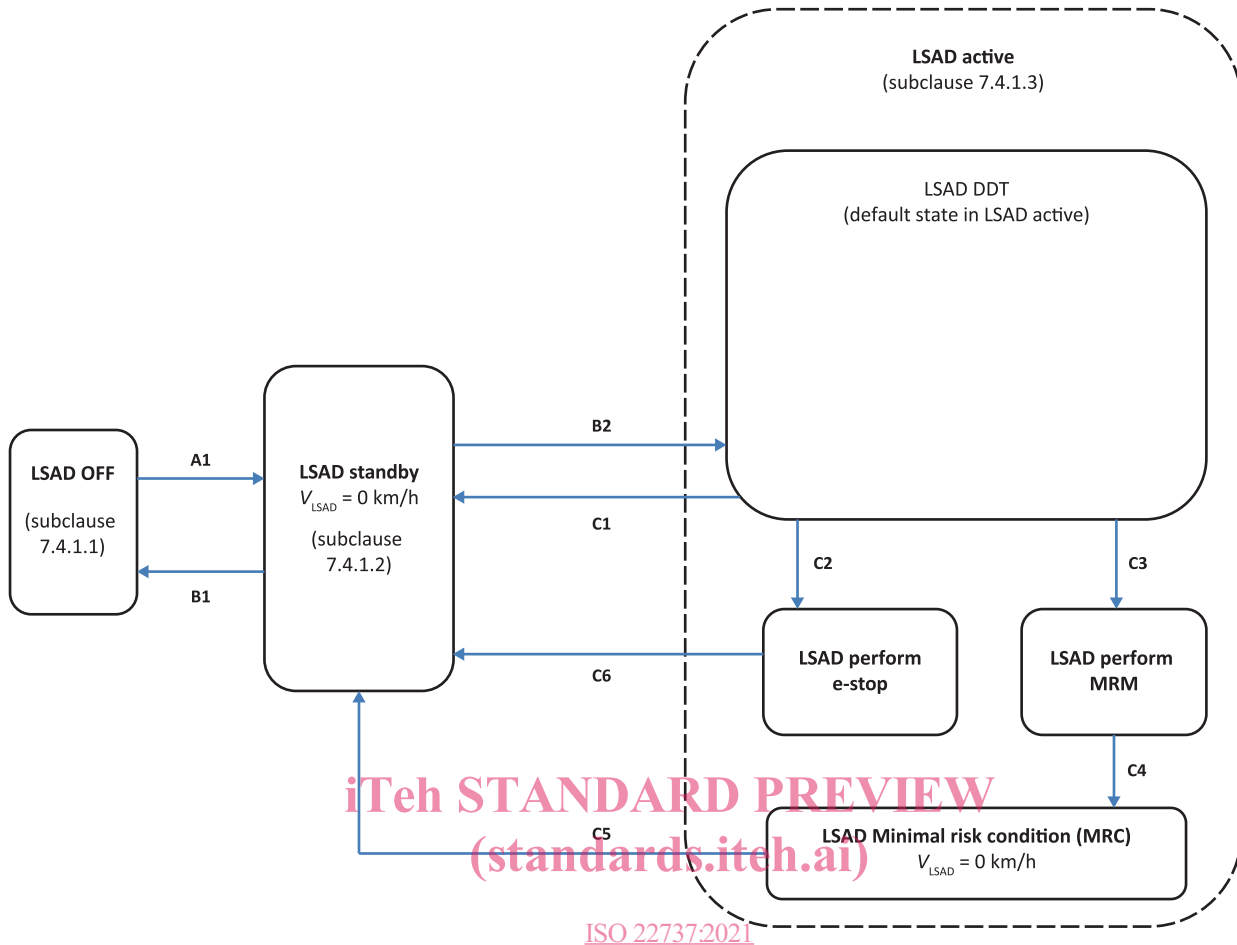 LSAD active
(subclause 7.4.1.3)
LSAD DDT
(default state in LSAD active)
LSAD OFF
(subclause
7.4.1.1)
A1
B1
LSAD standby
V_LSAD = 0 km/h
(subclause
7.4.1.2)
B2
C1
C2
C3
C6
LSAD perform
e-stop
LSAD perform
MRM
C4
iTeh STANDARD PREVIEW
C5
LSAD Minimal risk condition (MRC)
V_LSAD = 0 km/h
(standards.iteh.ai)
ISO 22737:2021